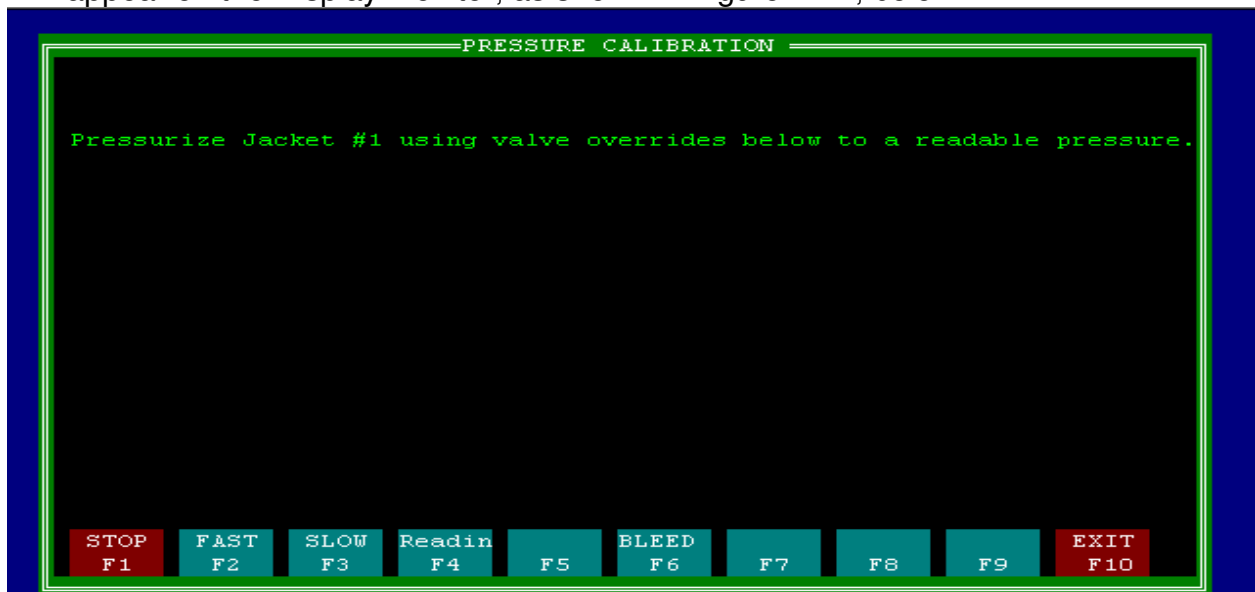 PRESSURE CALIBRATION
Pressurize Jacket #1 using valve overrides below to a readable pressure.
STOP FAST SLOW Readin BLEED EXIT
F1 F2 F3 F4 F5 F6 F7 F8 F9 F10